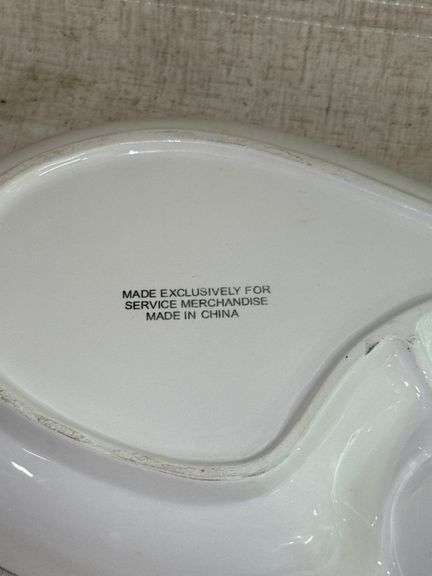 MADE EXCLUSIVELY FOR
SERVICE MERCHANDISE
MADE IN CHINA